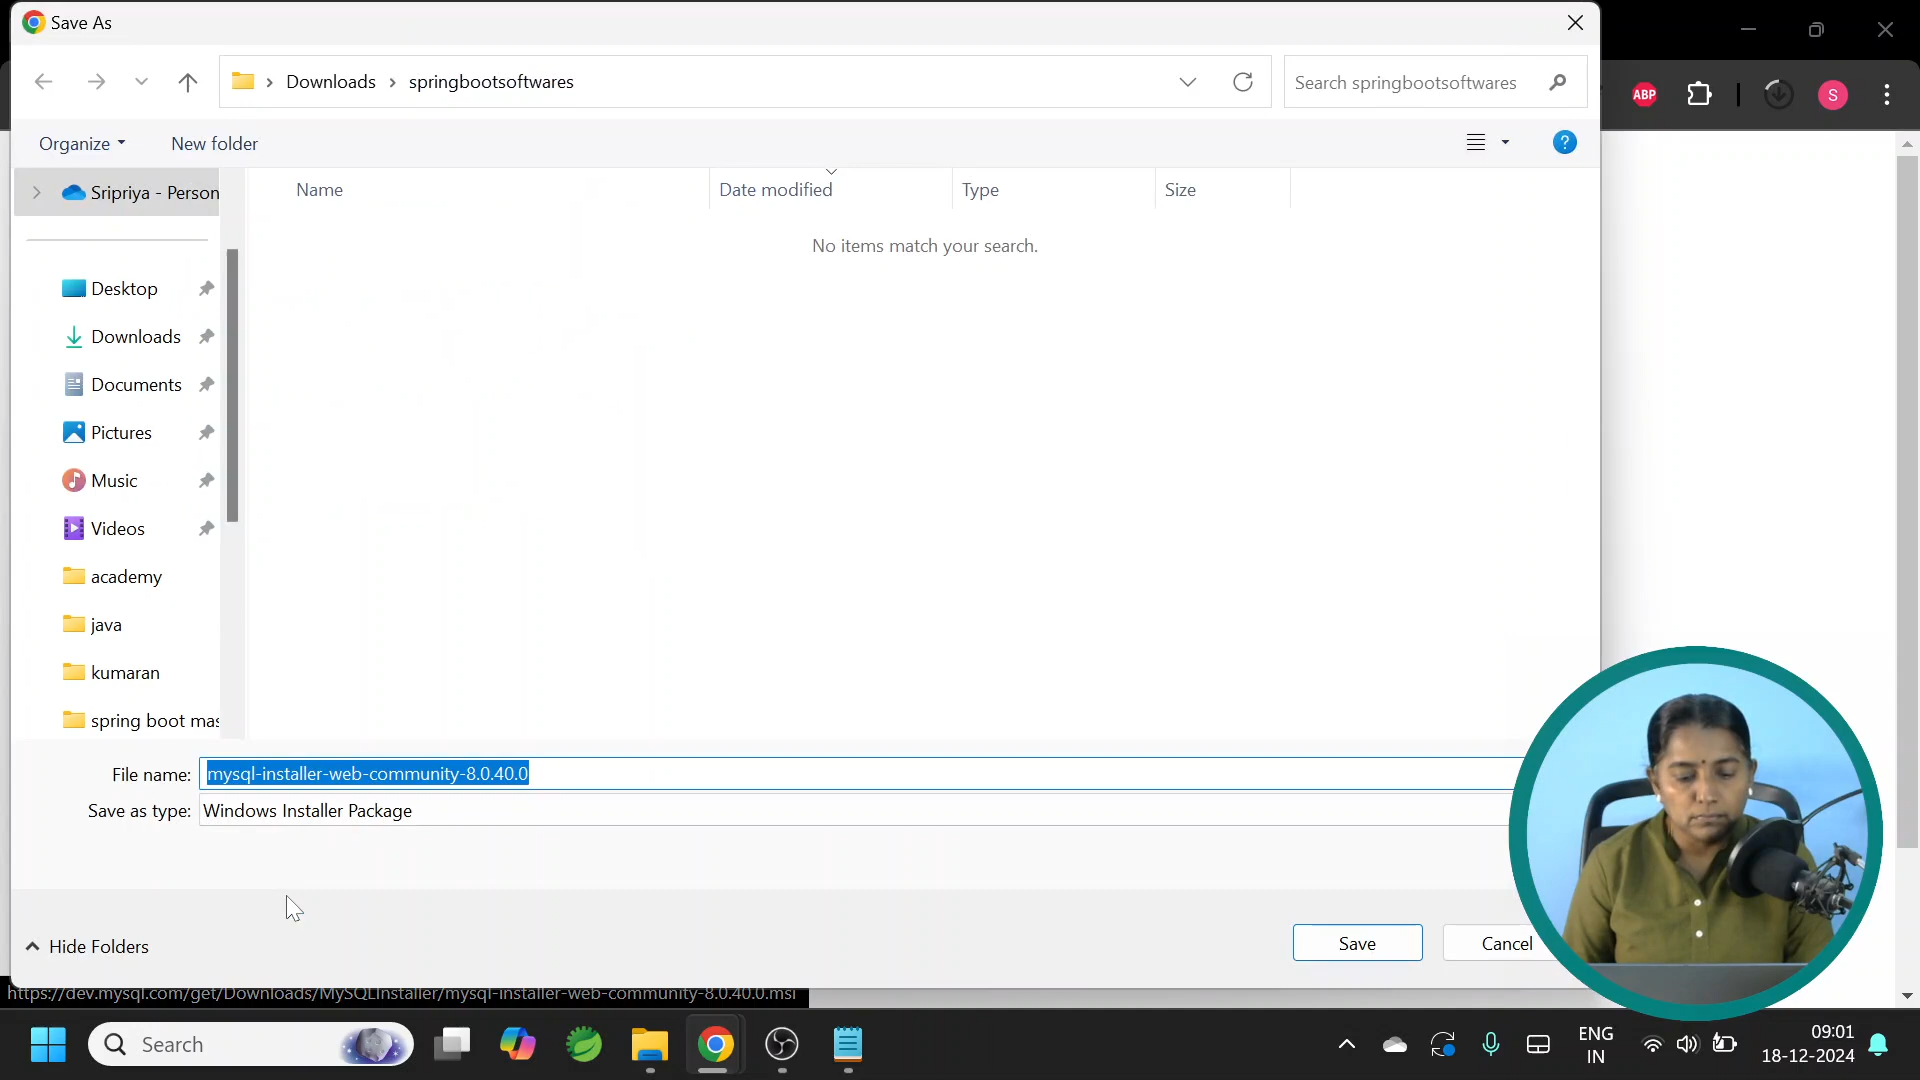 Save As
Downloads > springbootsoftwares
Search springbootsoftwares
ABP
S
Organize
New folder
?
Sripriya - Person
Name
Date modified
Type
Size
No items match your search.
Desktop
Downloads
Documents
Pictures
Music
Videos
academy
java
kumaran
spring boot mas
File name: mysql-installer-web-community-8.0.40.0
Save as type: Windows Installer Package
Hide Folders
Save
Cancel
https://dev.mysql.com/get/Downloads/MySQLInstaller/mysql-installer-web-community-8.0.40.0.msi
Search
ENG
IN
09:01
18-12-2024